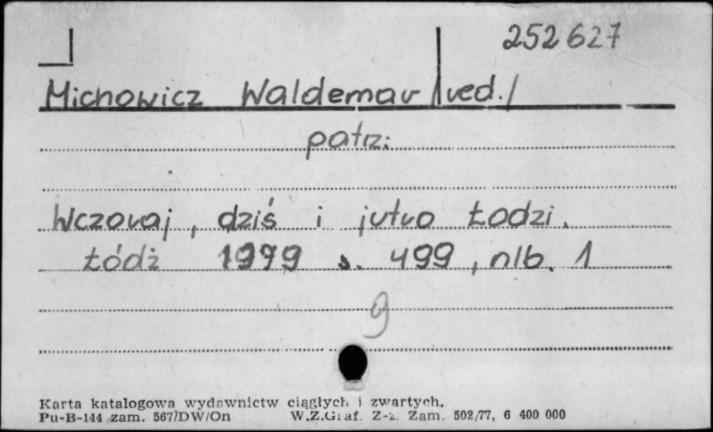 252627
Michowicz Waldemar /red./
patrz:
Wczoraj, dziś i jutro Łodzi.
Łódź 1979 s. 499, nlb. 1
g
Karta katalogowa wydawnictw ciągłych i zwartych.
Pu-B-144 zam. 567/DW/On W.Z.Graf. Z-2. Zam. 502/77, 6 400 000